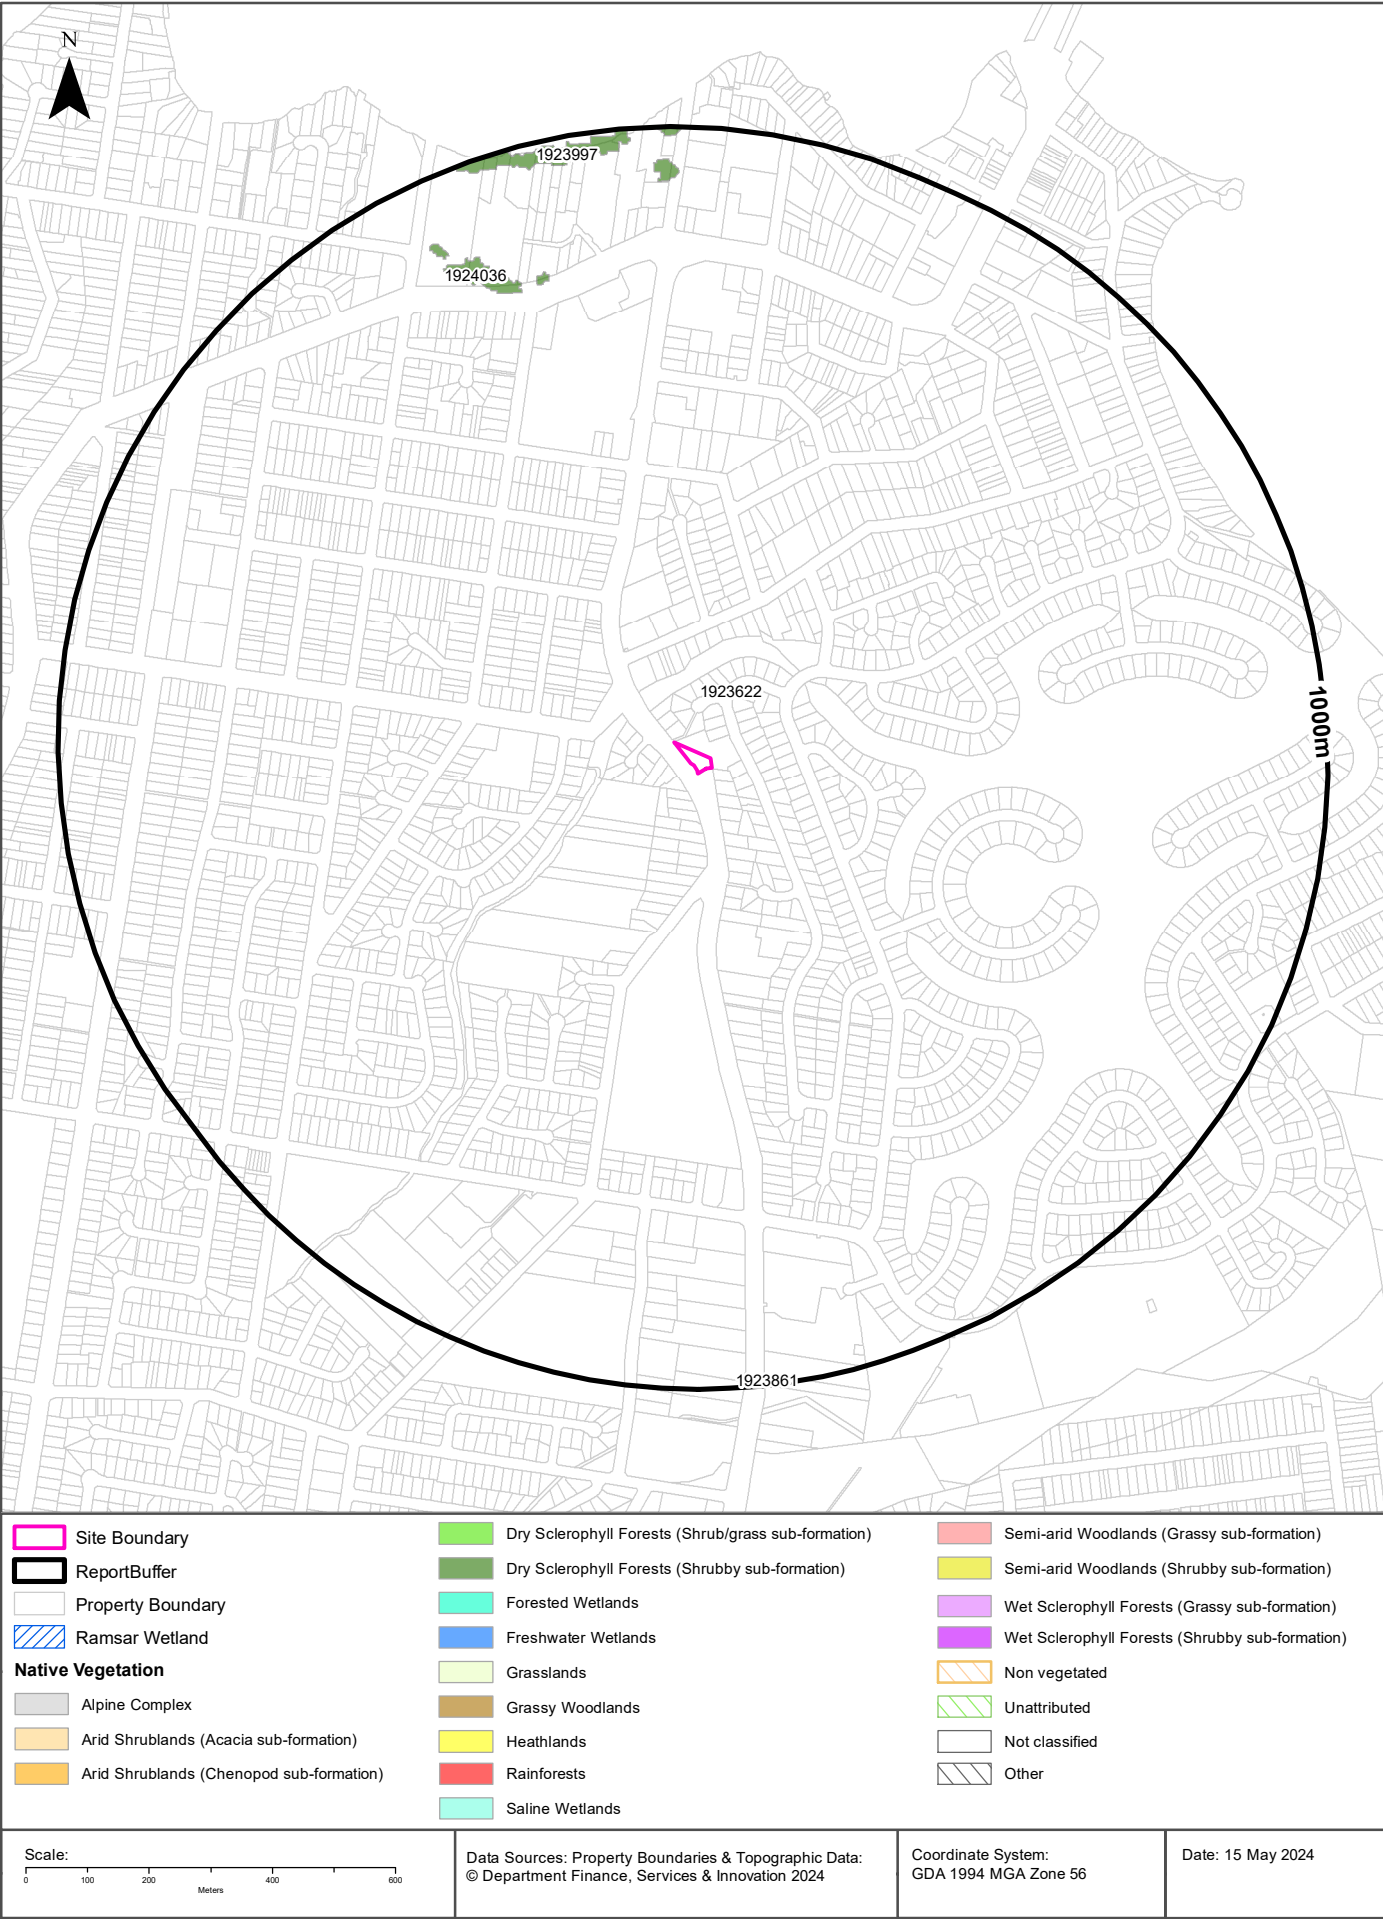 N
1923997
1924036
1923622
1000m
1923861
Site Boundary
ReportBuffer
Property Boundary
Ramsar Wetland
Native Vegetation
Alpine Complex
Arid Shrublands (Acacia sub-formation)
Arid Shrublands (Chenopod sub-formation)
Dry Sclerophyll Forests (Shrub/grass sub-formation)
Dry Sclerophyll Forests (Shrubby sub-formation)
Forested Wetlands
Freshwater Wetlands
Grasslands
Grassy Woodlands
Heathlands
Rainforests
Saline Wetlands
Semi-arid Woodlands (Grassy sub-formation)
Semi-arid Woodlands (Shrubby sub-formation)
Wet Sclerophyll Forests (Grassy sub-formation)
Wet Sclerophyll Forests (Shrubby sub-formation)
Non vegetated
Unattributed
Not classified
Other
Scale:
0 100 200 400 600
Meters
Data Sources: Property Boundaries & Topographic Data:
© Department Finance, Services & Innovation 2024
Coordinate System:
GDA 1994 MGA Zone 56
Date: 15 May 2024